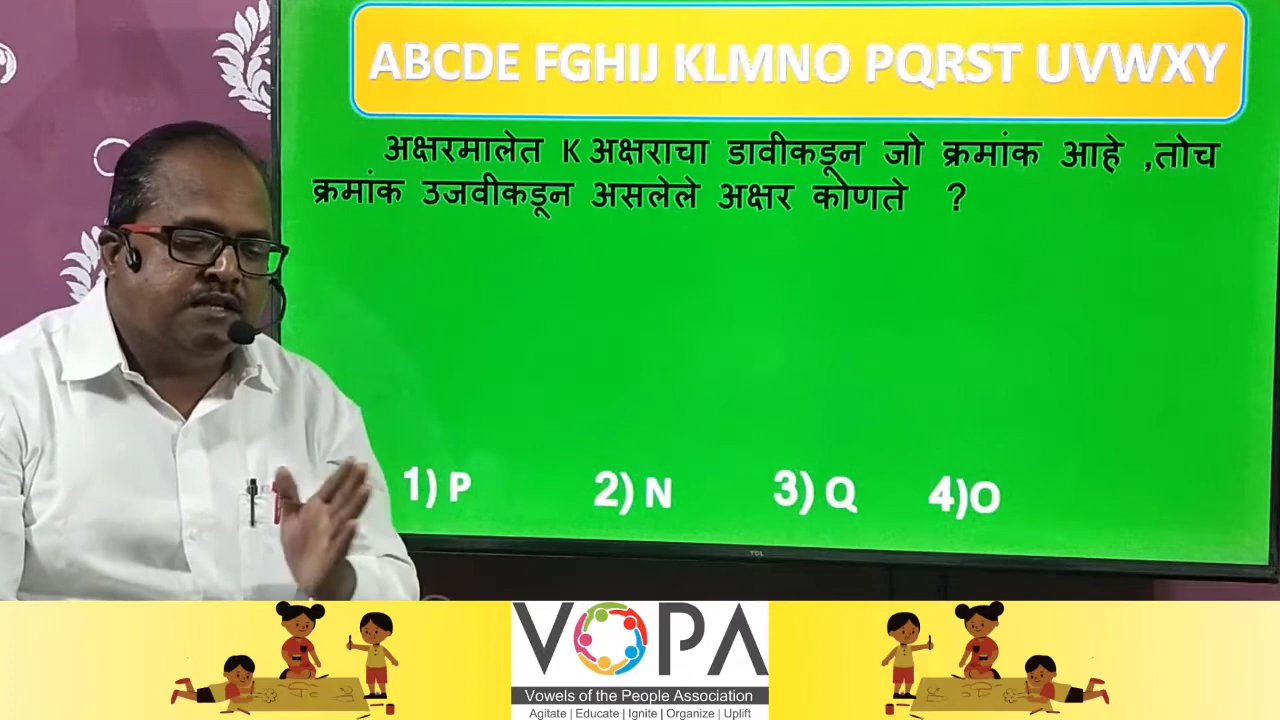 ABCDE FGHIJ KLMNO PQRST UVWXY
अक्षरमालेत K अक्षराचा डावीकडून जो क्रमांक आहे ,तोच
क्रमांक उजवीकडून असलेले अक्षर कोणते ?
1) P 2) N 3) Q 4)O
TCL
VOPA
Vowels of the People Association
Agitate | Educate | Ignite | Organize | Uplift